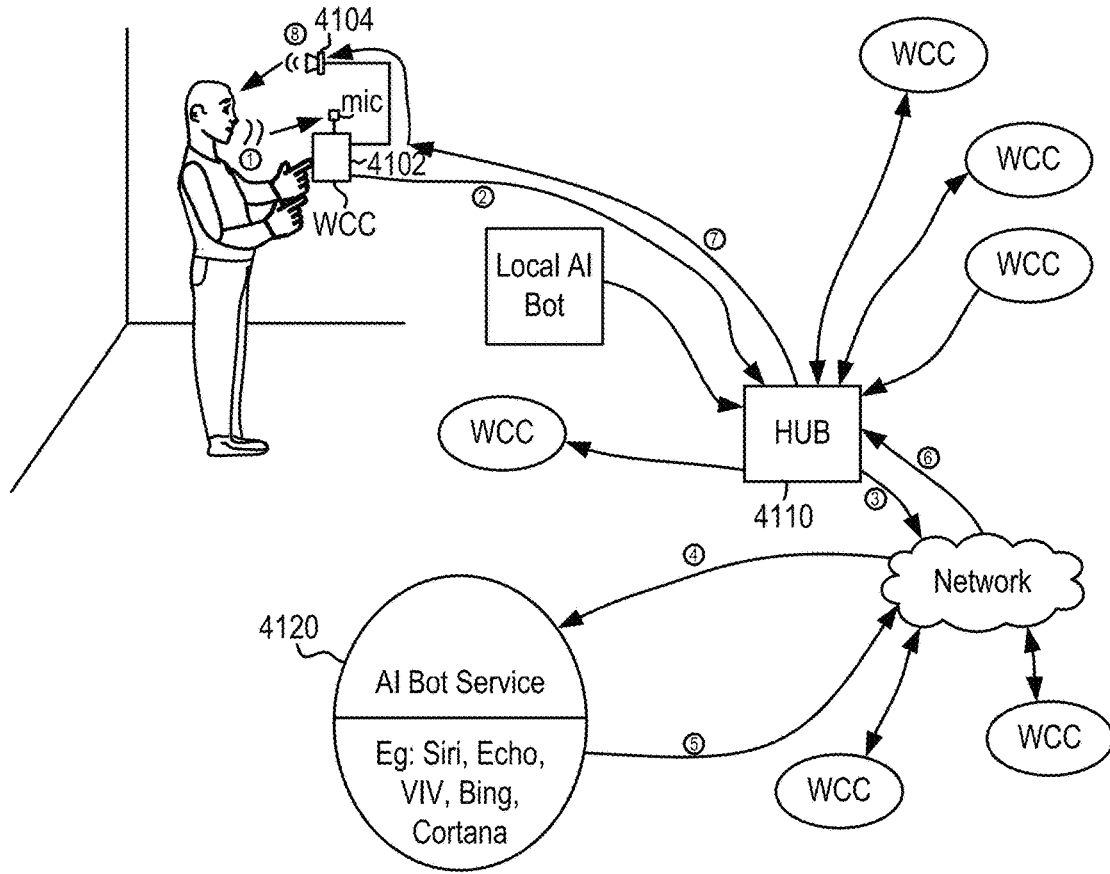 ⑧
4104
mic
①
4102
WCC
②
⑦
WCC
WCC
WCC
Local AI
Bot
WCC
HUB
4110
③
⑥
Network
④
4120
AI Bot Service
Eg: Siri, Echo,
VIV, Bing,
Cortana
⑤
WCC
WCC